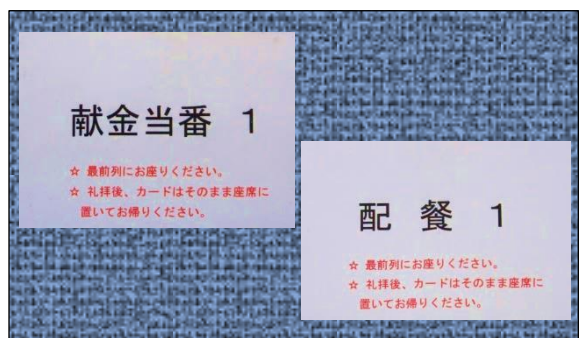 献金当番 1
☆ 最前列にお座りください。
☆ 礼拝後、カードはそのまま座席に
置いてお帰りください。
配 餐 1
☆ 最前列にお座りください。
☆ 礼拝後、カードはそのまま座席に
置いてお帰りください。